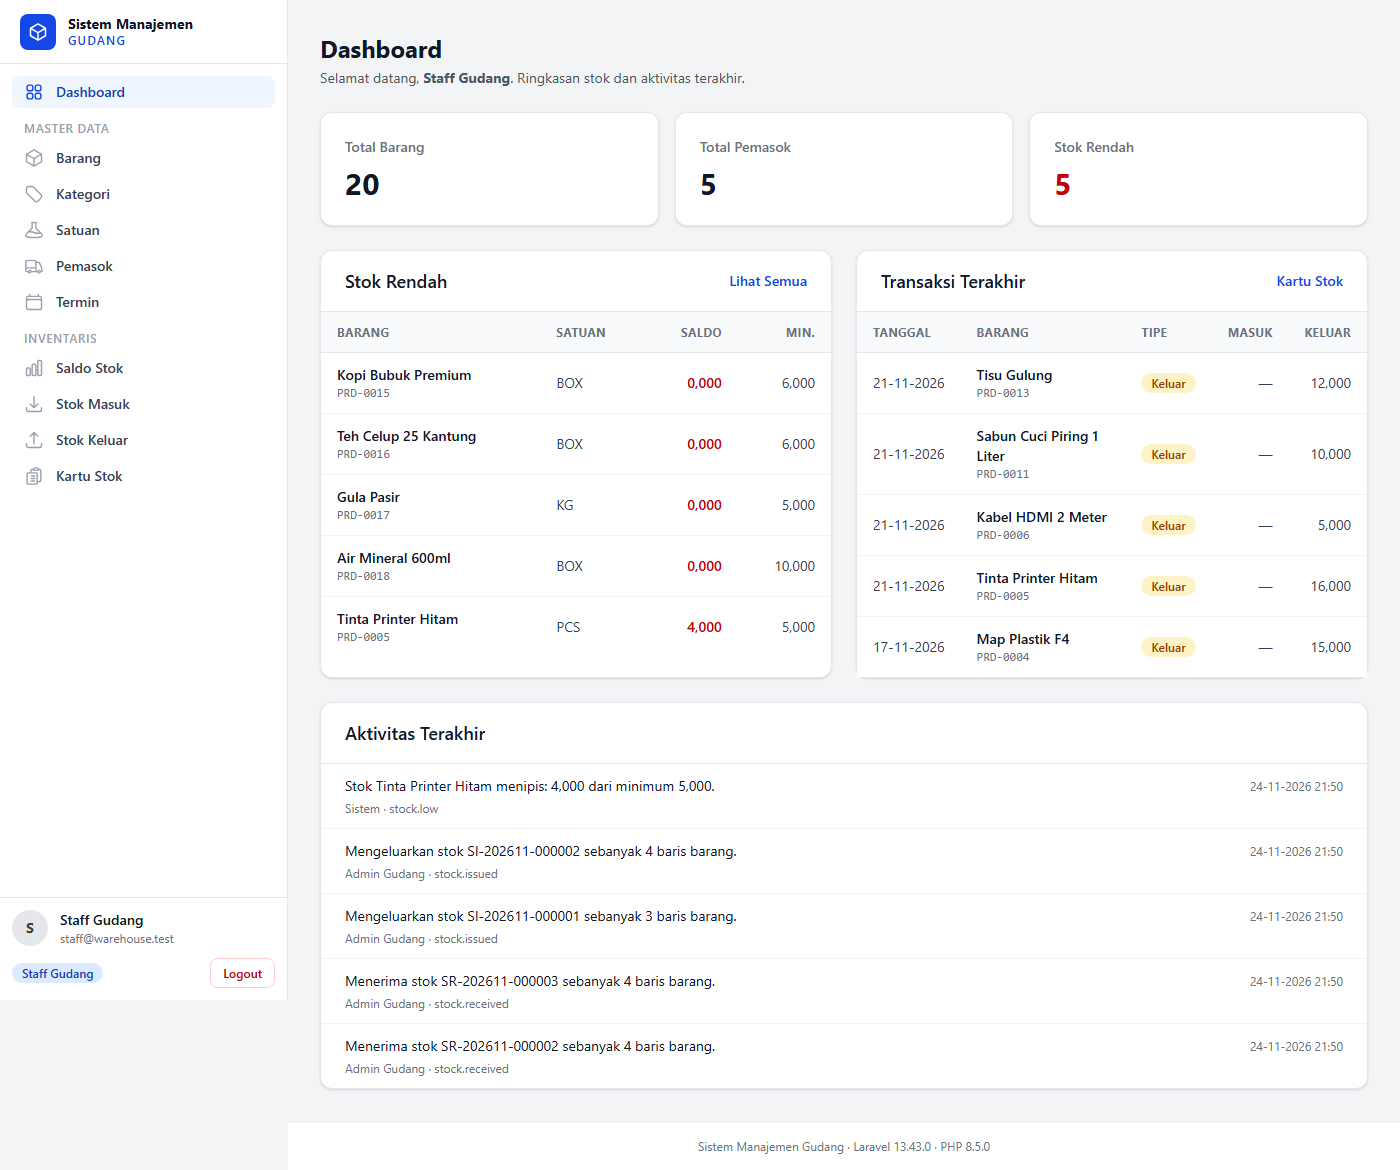 Sistem Manajemen
GUDANG
Dashboard
MASTER DATA
Barang
Kategori
Satuan
Pemasok
Termin
INVENTARIS
Saldo Stok
Stok Masuk
Stok Keluar
Kartu Stok
S
Staff Gudang
staff@warehouse.test
Staff Gudang
Logout
Dashboard
Selamat datang, Staff Gudang. Ringkasan stok dan aktivitas terakhir.
Total Barang
20
Total Pemasok
5
Stok Rendah
5
Stok Rendah
Lihat Semua
BARANG SATUAN SALDO MIN.
Kopi Bubuk Premium
PRD-0015
BOX 0,000 6,000
Teh Celup 25 Kantung
PRD-0016
BOX 0,000 6,000
Gula Pasir
PRD-0017
KG 0,000 5,000
Air Mineral 600ml
PRD-0018
BOX 0,000 10,000
Tinta Printer Hitam
PRD-0005
PCS 4,000 5,000
Transaksi Terakhir
Kartu Stok
TANGGAL BARANG TIPE MASUK KELUAR
21-11-2026
Tisu Gulung
PRD-0013
Keluar — 12,000
21-11-2026
Sabun Cuci Piring 1
Liter
PRD-0011
Keluar — 10,000
21-11-2026
Kabel HDMI 2 Meter
PRD-0006
Keluar — 5,000
21-11-2026
Tinta Printer Hitam
PRD-0005
Keluar — 16,000
17-11-2026
Map Plastik F4
PRD-0004
Keluar — 15,000
Aktivitas Terakhir
Stok Tinta Printer Hitam menipis: 4,000 dari minimum 5,000.
Sistem · stock.low
24-11-2026 21:50
Mengeluarkan stok SI-202611-000002 sebanyak 4 baris barang.
Admin Gudang · stock.issued
24-11-2026 21:50
Mengeluarkan stok SI-202611-000001 sebanyak 3 baris barang.
Admin Gudang · stock.issued
24-11-2026 21:50
Menerima stok SR-202611-000003 sebanyak 4 baris barang.
Admin Gudang · stock.received
24-11-2026 21:50
Menerima stok SR-202611-000002 sebanyak 4 baris barang.
Admin Gudang · stock.received
24-11-2026 21:50
Sistem Manajemen Gudang · Laravel 13.43.0 · PHP 8.5.0